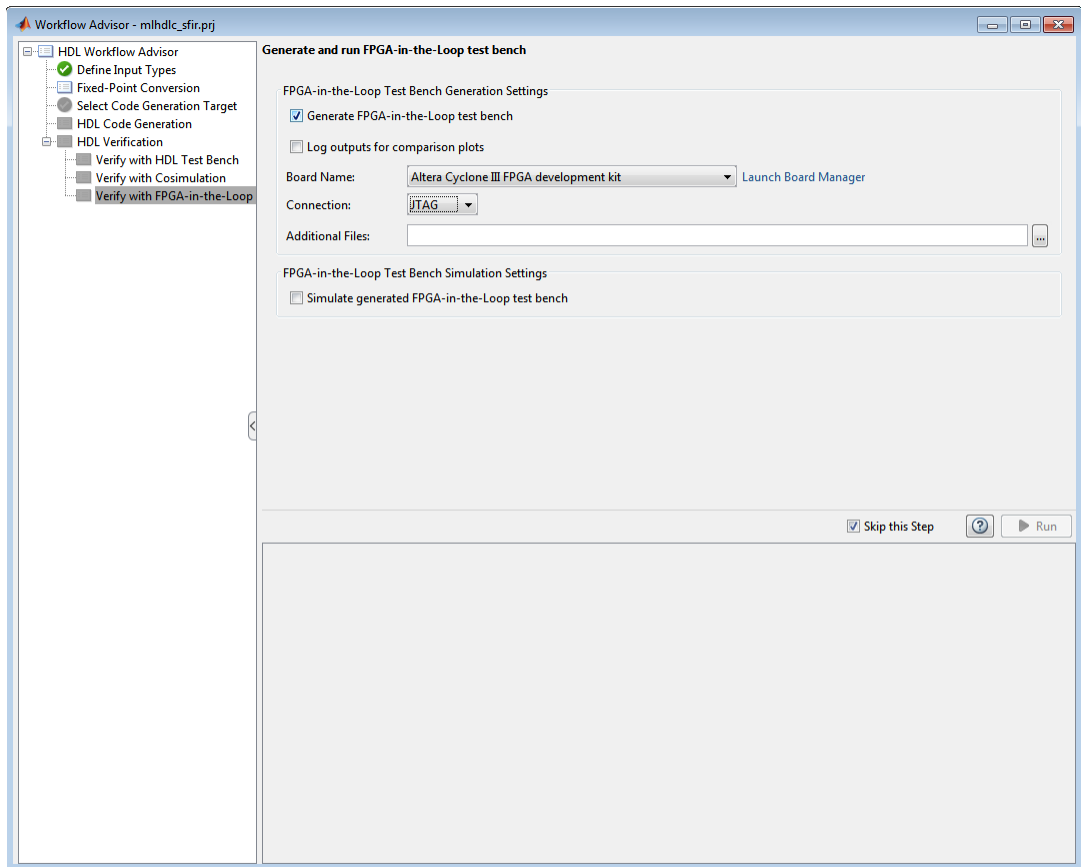 Workflow Advisor - mlhdlc_sfir.prj
HDL Workflow Advisor
Define Input Types
Fixed-Point Conversion
Select Code Generation Target
HDL Code Generation
HDL Verification
Verify with HDL Test Bench
Verify with Cosimulation
Verify with FPGA-in-the-Loop
Generate and run FPGA-in-the-Loop test bench
FPGA-in-the-Loop Test Bench Generation Settings
Generate FPGA-in-the-Loop test bench
Log outputs for comparison plots
Board Name: Altera Cyclone III FPGA development kit Launch Board Manager
Connection: JTAG
Additional Files: ...
FPGA-in-the-Loop Test Bench Simulation Settings
Simulate generated FPGA-in-the-Loop test bench
Skip this Step ? Run